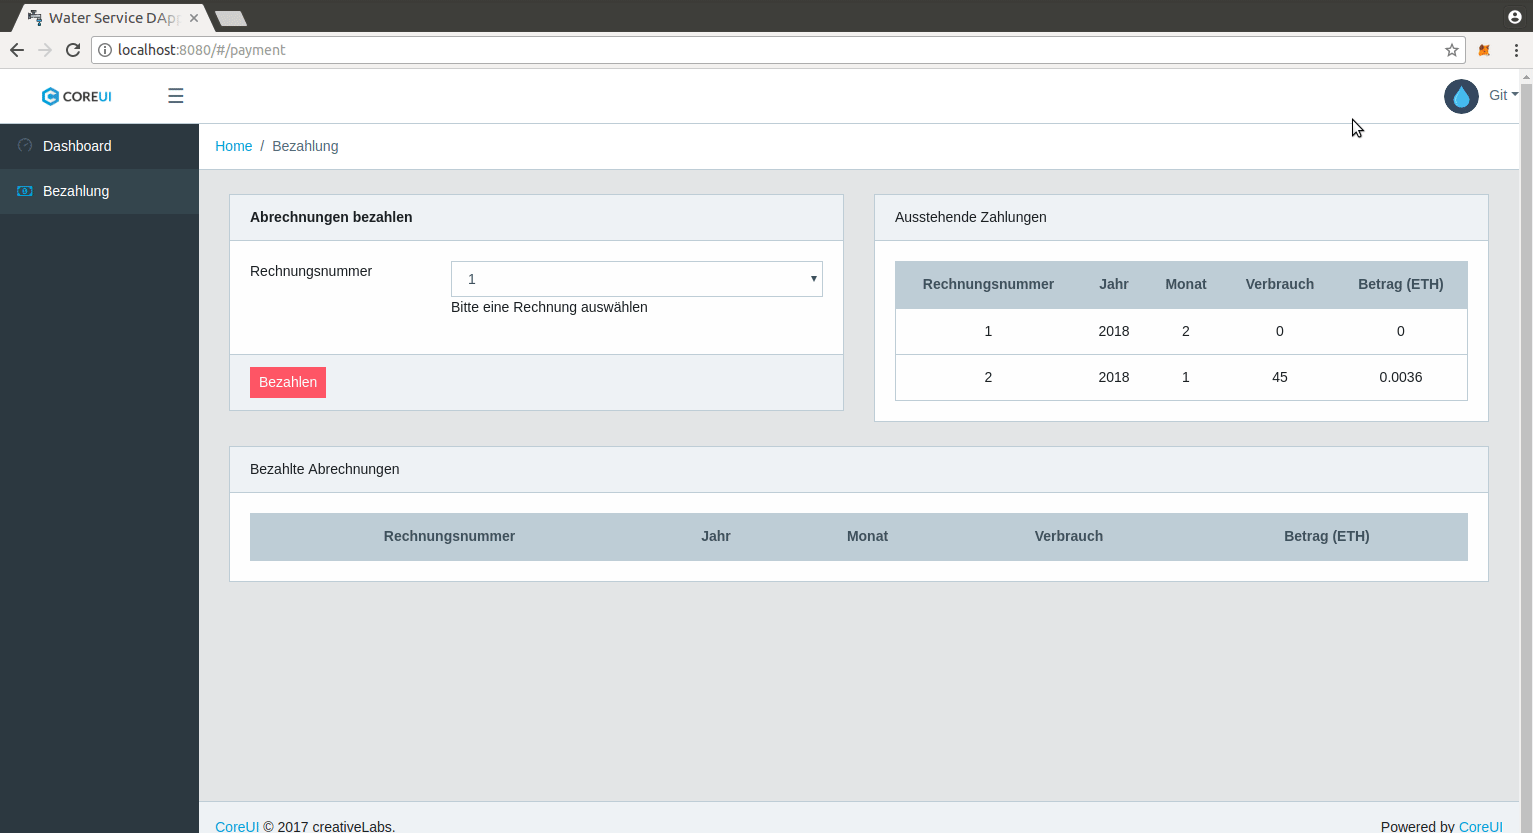 Water Service DApp
localhost:8080/#/payment
COREUI
Git
Dashboard
Bezahlung
Home / Bezahlung
Abrechnungen bezahlen
Rechnungsnummer
1
Bitte eine Rechnung auswählen
Bezahlen
Ausstehende Zahlungen
Rechnungsnummer Jahr Monat Verbrauch Betrag (ETH)
1 2018 2 0 0
2 2018 1 45 0.0036
Bezahlte Abrechnungen
Rechnungsnummer Jahr Monat Verbrauch Betrag (ETH)
CoreUI © 2017 creativeLabs.
Powered by CoreUI